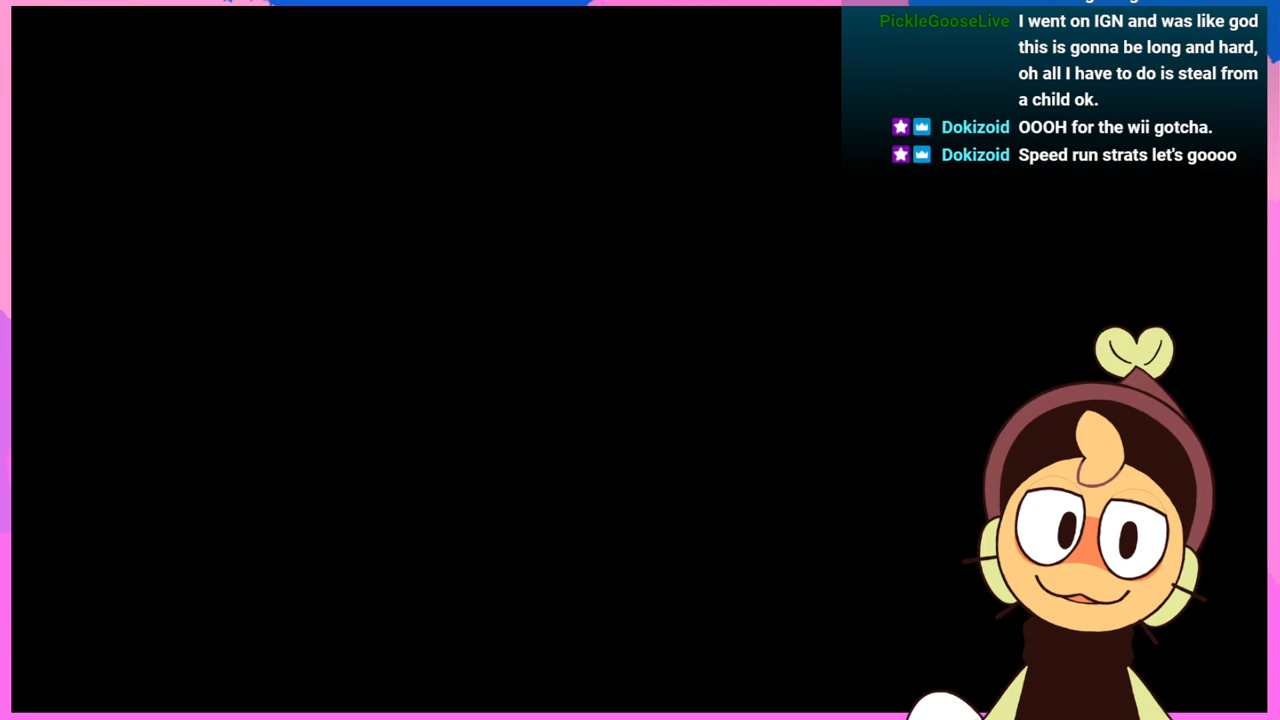 PickleGooseLive I went on IGN and was like god
this is gonna be long and hard,
oh all I have to do is steal from
a child ok.
Dokizoid OOOH for the wii gotcha.
Dokizoid Speed run strats let's goooo